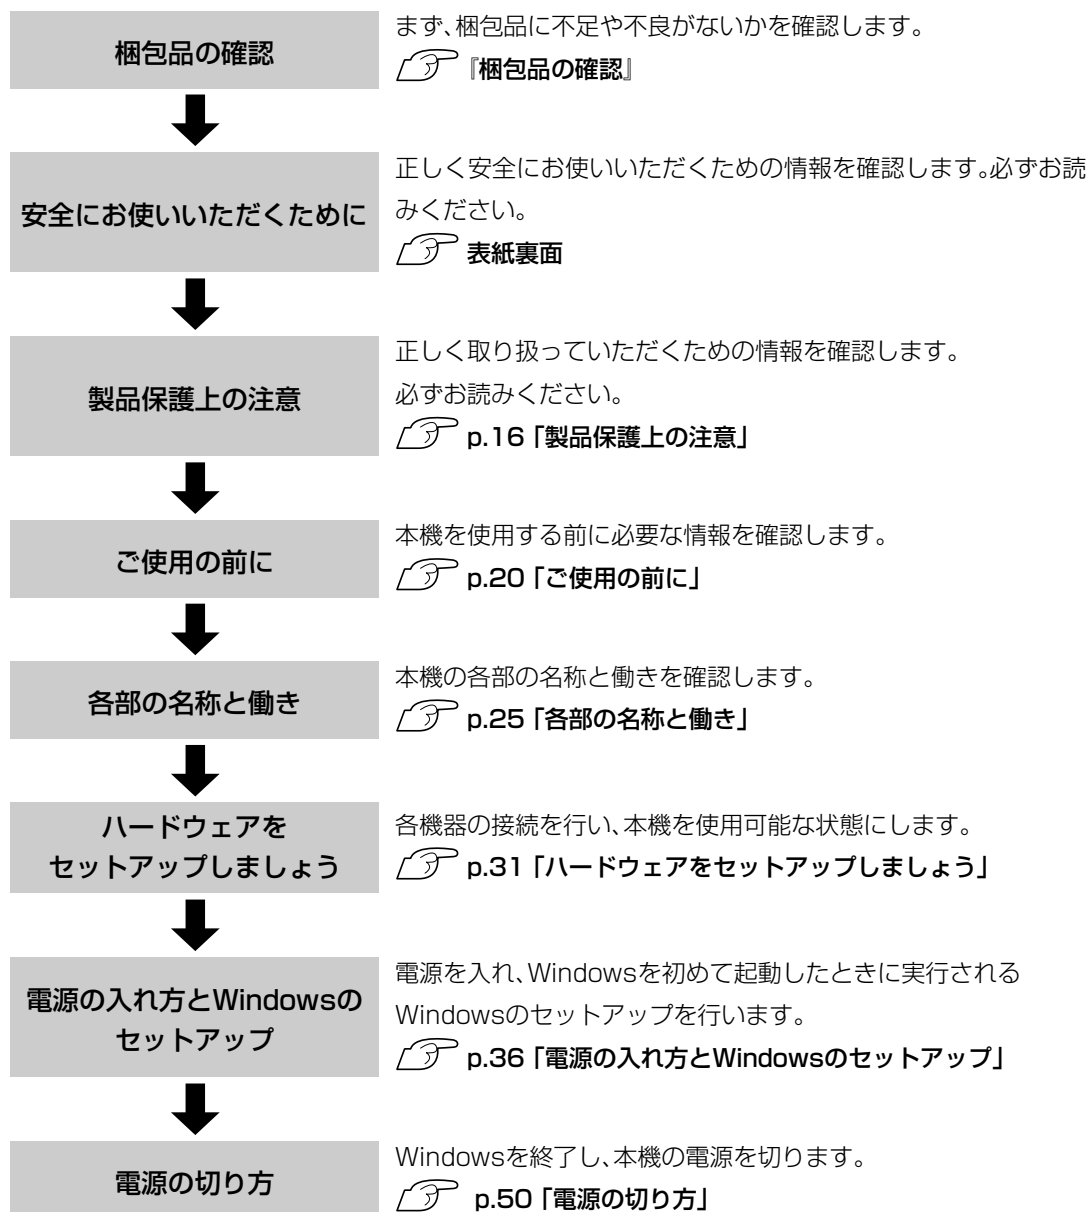 梱包品の確認
まず、梱包品に不足や不良がないかを確認します。
『梱包品の確認』
安全にお使いいただくために
正しく安全にお使いいただくための情報を確認します。必ずお読
みください。
表紙裏面
製品保護上の注意
正しく取り扱っていただくための情報を確認します。
必ずお読みください。
p.16「製品保護上の注意」
ご使用の前に
本機を使用する前に必要な情報を確認します。
p.20「ご使用の前に」
各部の名称と働き
本機の各部の名称と働きを確認します。
p.25「各部の名称と働き」
ハードウェアを
セットアップしましょう
各機器の接続を行い、本機を使用可能な状態にします。
p.31「ハードウェアをセットアップしましょう」
電源の入れ方とWindowsの
セットアップ
電源を入れ、Windowsを初めて起動したときに実行される
Windowsのセットアップを行います。
p.36「電源の入れ方とWindowsのセットアップ」
電源の切り方
Windowsを終了し、本機の電源を切ります。
p.50「電源の切り方」